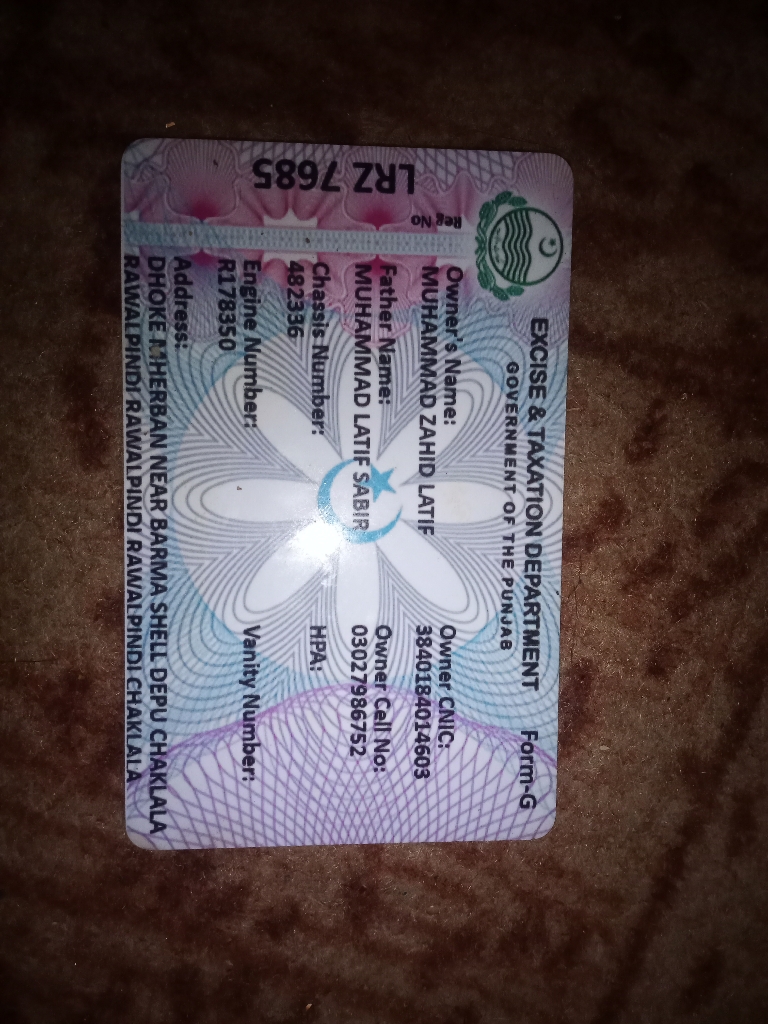 EXCISE & TAXATION DEPARTMENT Form-G
GOVERNMENT OF THE PUNJAB
Reg No
LRZ 7685
Owner's Name: Owner CNIC:
MUHAMMAD ZAHID LATIF 3840184014603
Father Name: Owner Cell No:
MUHAMMAD LATIF SABIR 03027986752
Chassis Number: HPA:
482336
Engine Number: Vanity Number:
R178350
Address:
DHOKE MEHERBAN NEAR BARMA SHELL DEPU CHAKLALA
RAWALPINDI RAWALPINDI RAWALPINDI CHAKLALA